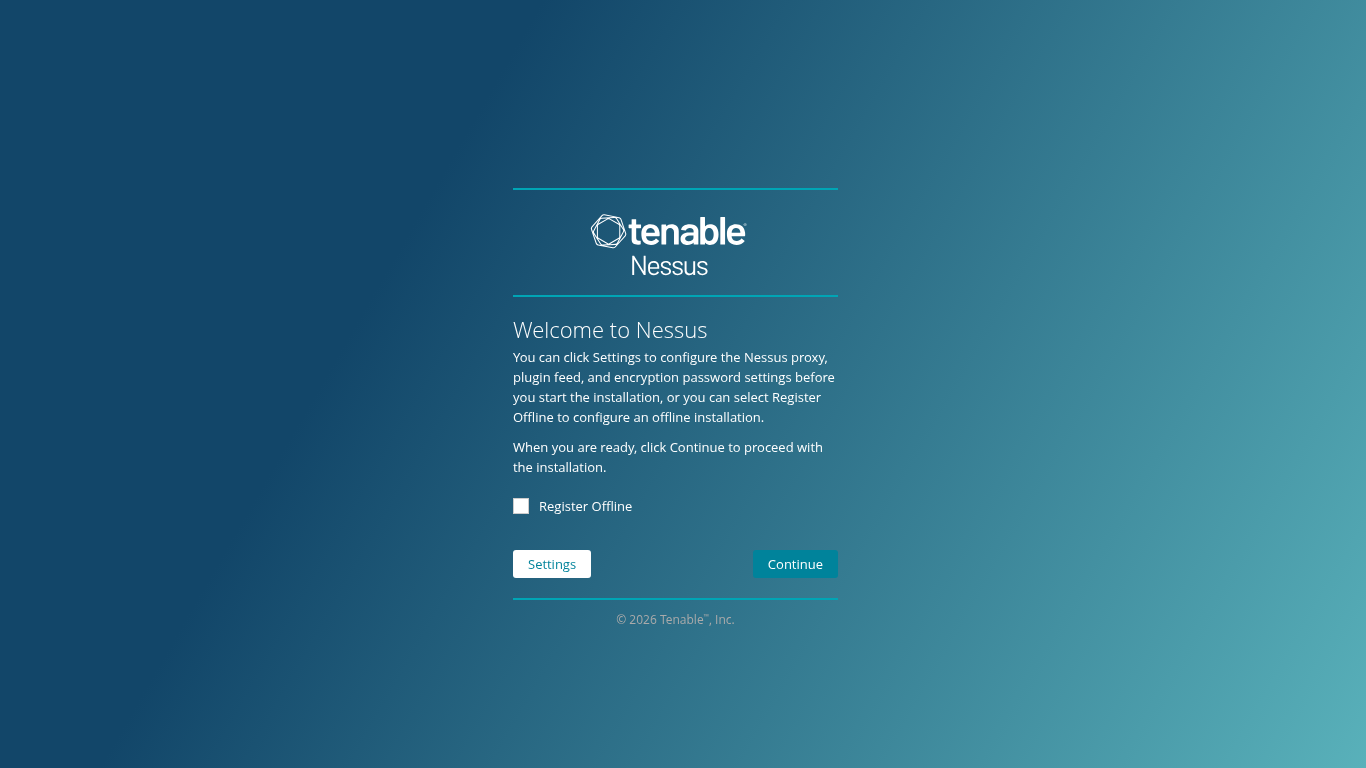 tenable
Nessus
Welcome to Nessus
You can click Settings to configure the Nessus proxy,
plugin feed, and encryption password settings before
you start the installation, or you can select Register
Offline to configure an offline installation.
When you are ready, click Continue to proceed with
the installation.
Register Offline
Settings
Continue
© 2026 Tenable™, Inc.